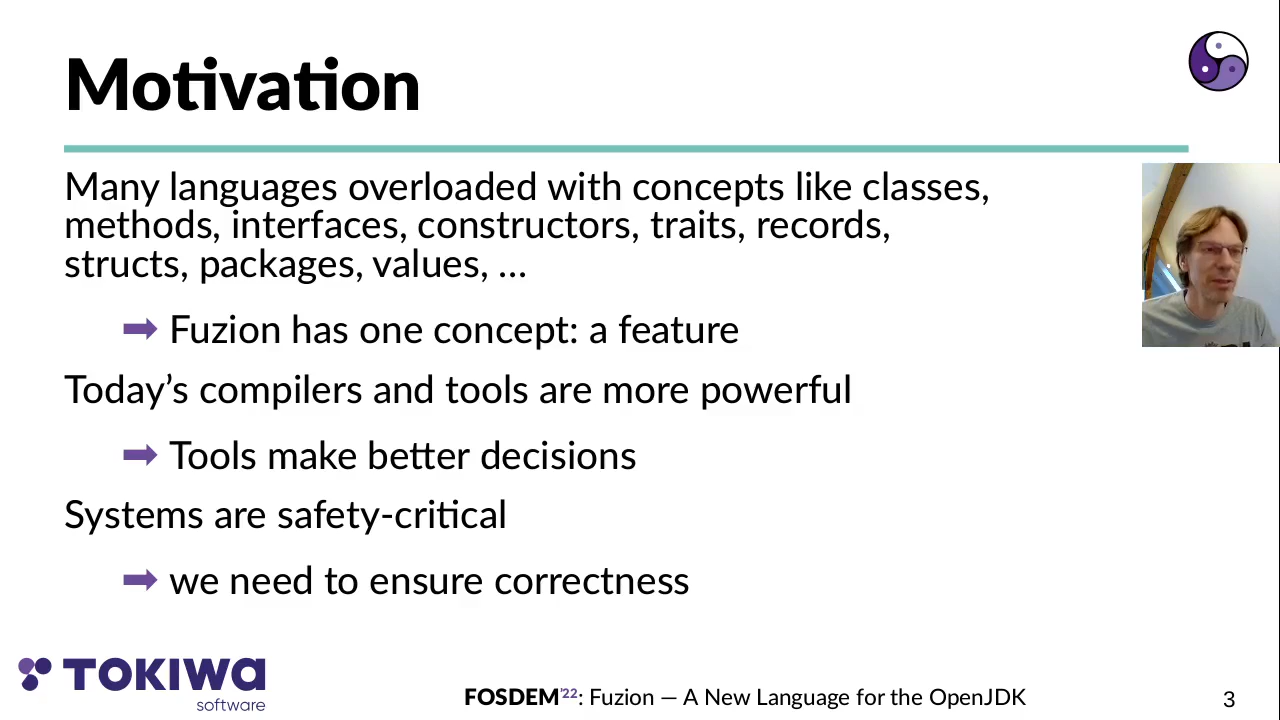 Motivation
Many languages overloaded with concepts like classes,
methods, interfaces, constructors, traits, records,
structs, packages, values, …
➡ Fuzion has one concept: a feature
Today’s compilers and tools are more powerful
➡ Tools make better decisions
Systems are safety-critical
➡ we need to ensure correctness
TOKIWA
software
FOSDEM'22: Fuzion — A New Language for the OpenJDK
3